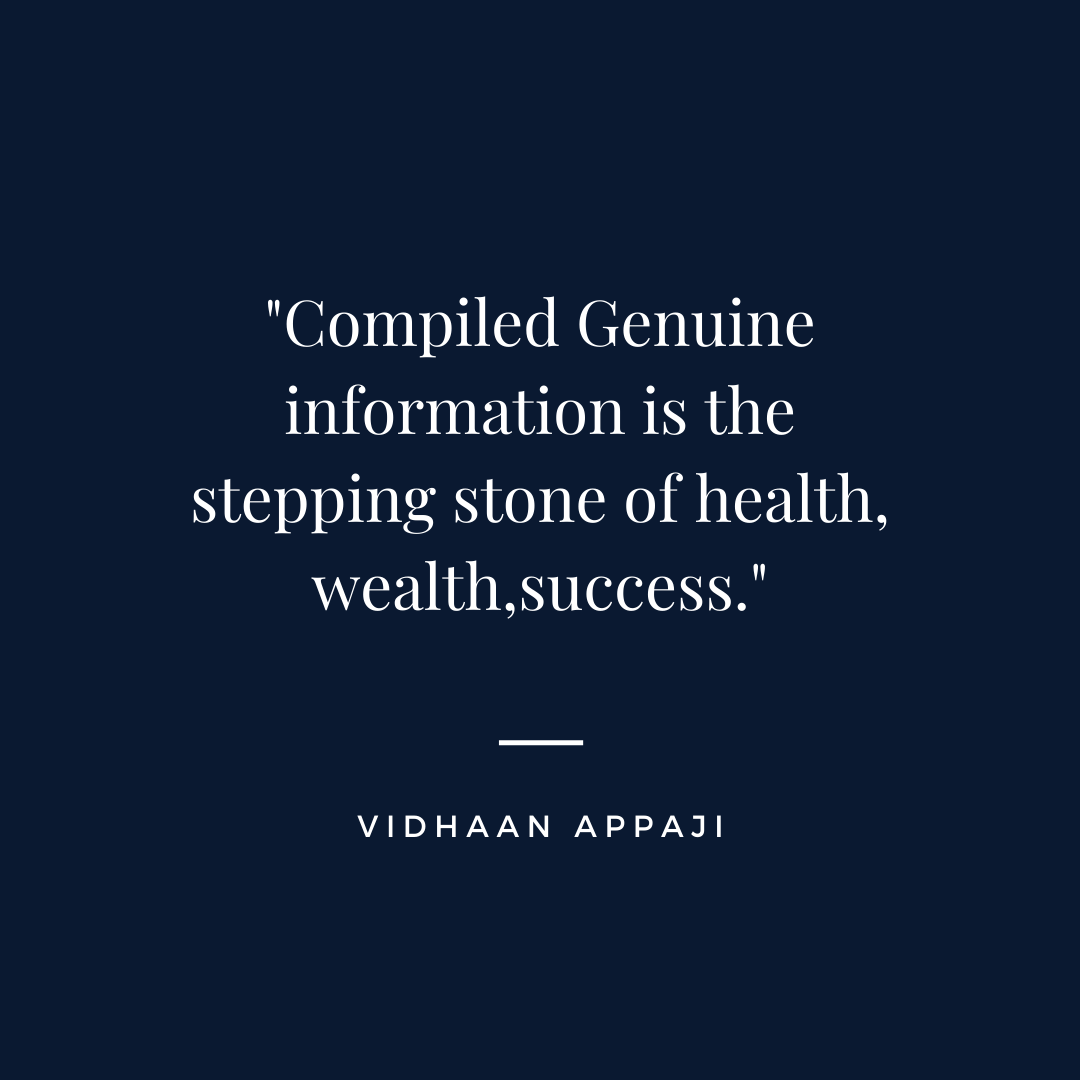 "Compiled Genuine
information is the
stepping stone of health,
wealth,success."
VIDHAAN APPAJI